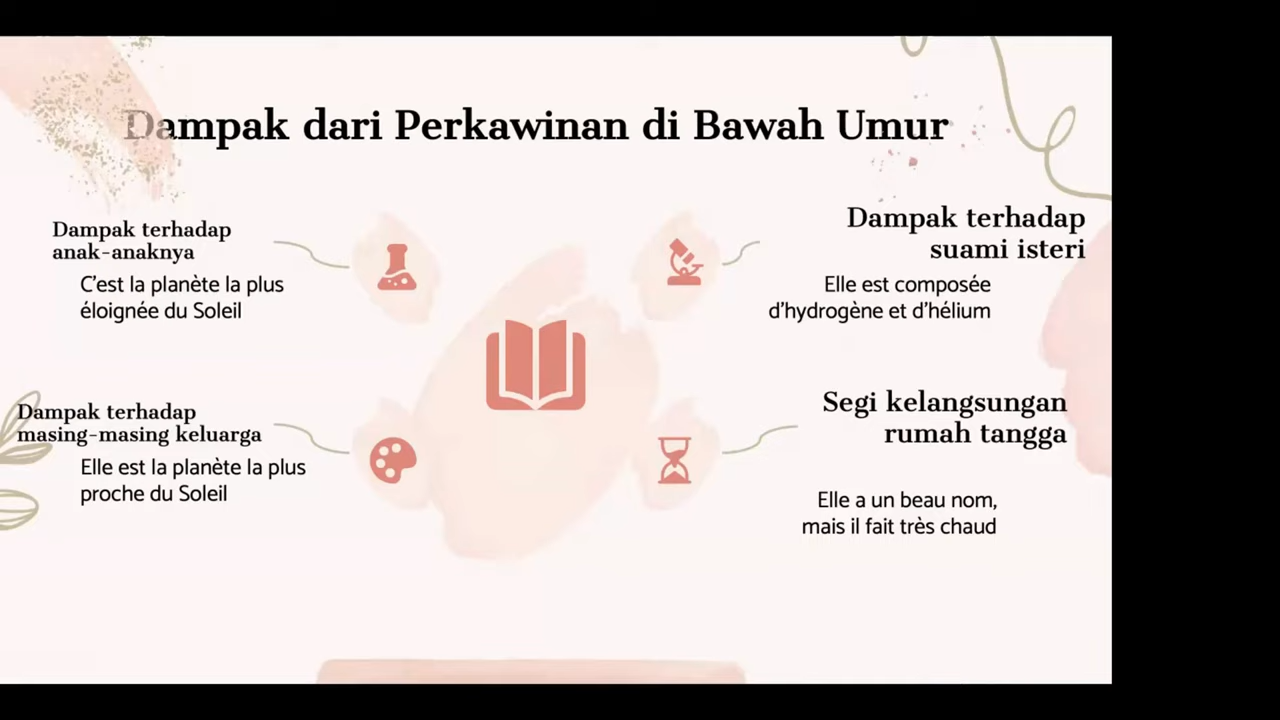 Dampak dari Perkawinan di Bawah Umur
Dampak terhadap
anak-anaknya
C'est la planète la plus
éloignée du Soleil
Dampak terhadap
suami isteri
Elle est composée
d'hydrogène et d'hélium
Dampak terhadap
masing-masing keluarga
Elle est la planète la plus
proche du Soleil
Segi kelangsungan
rumah tangga
Elle a un beau nom,
mais il fait très chaud